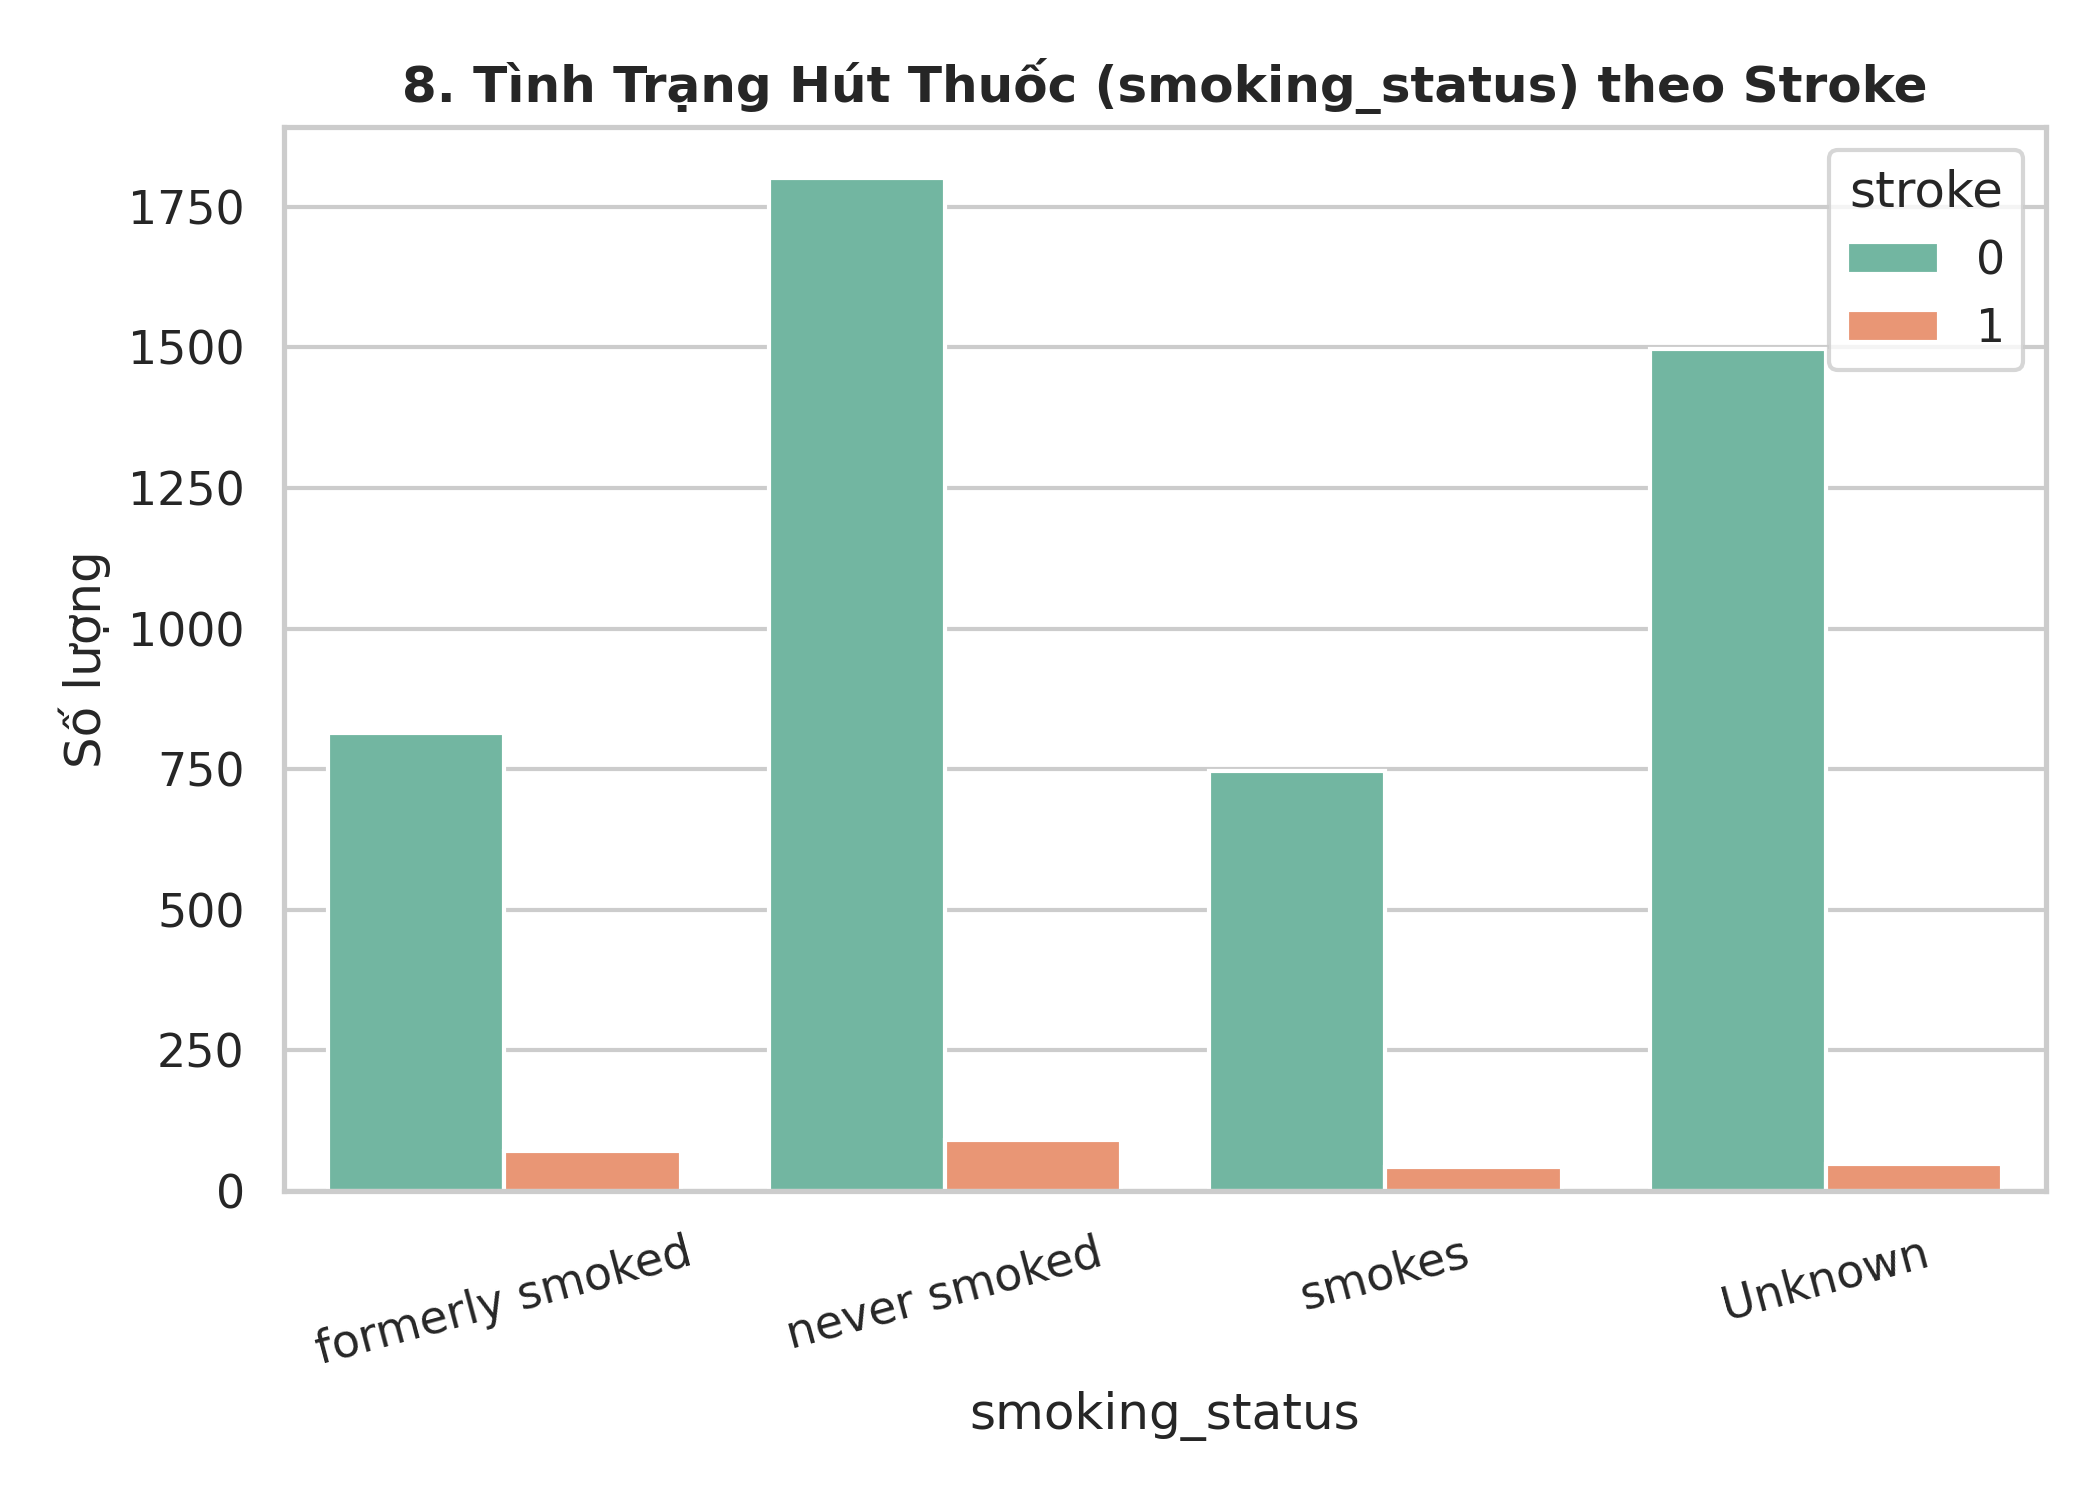 8. Tình Trạng Hút Thuốc (smoking_status) theo Stroke
stroke
0
1
Số lượng
1750
1500
1250
1000
750
500
250
0
formerly smoked
never smoked
smokes
Unknown
smoking_status